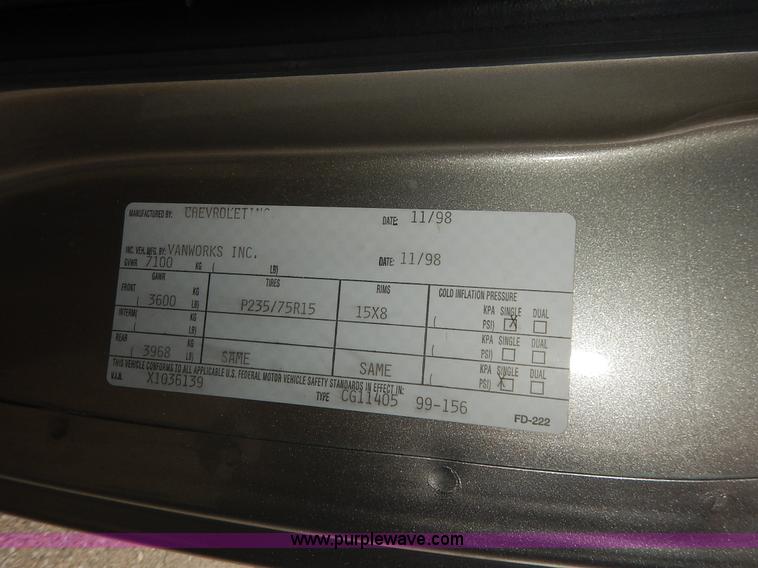 MANUFACTURED BY: CHEVROLET INC DATE: 11/98
INC. VEH. MFG. BY: VANWORKS INC. DATE: 11/98
GVWR 7100 KG ( LB)
GAWR TIRES RIMS COLD INFLATION PRESSURE
FRONT KG KPA SINGLE DUAL
( 3600 LB) P235/75R15 15X8 ( PSI) X
INTERM( KG KPA SINGLE DUAL
LB) ( PSI)
REAR KG KPA SINGLE DUAL
( 3968 LB) SAME SAME ( PSI) X
THIS VEHICLE CONFORMS TO ALL APPLICABLE U.S. FEDERAL MOTOR VEHICLE SAFETY STANDARDS IN EFFECT IN:
V.I.N. X1036139 TYPE CG11405 99-156
FD-222
www.purplewave.com